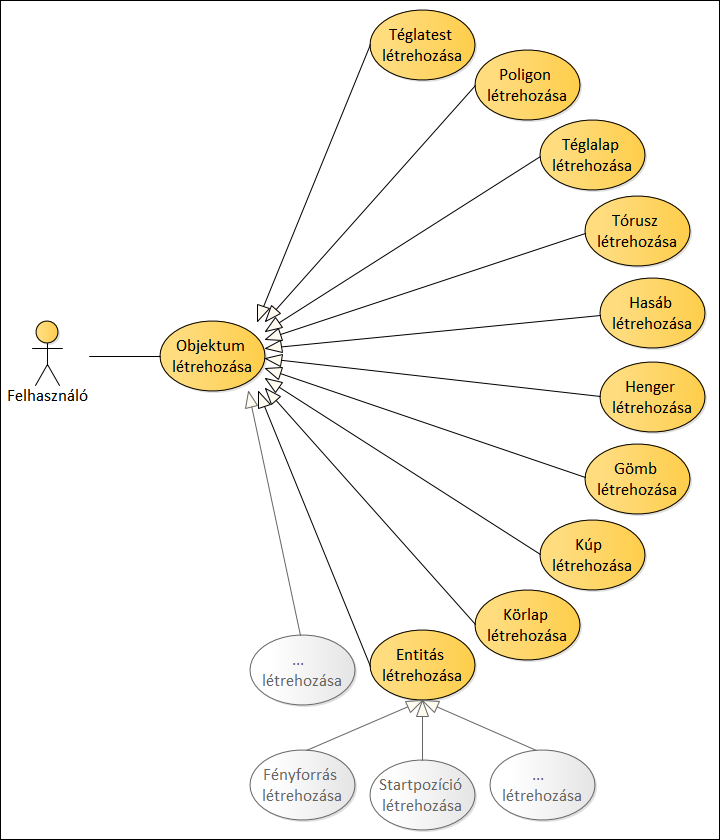 Téglatest
létrehozása
Poligon
létrehozása
Téglalap
létrehozása
Tórusz
létrehozása
Hasáb
létrehozása
Objektum
létrehozása
Felhasználó
Henger
létrehozása
Gömb
létrehozása
Kúp
létrehozása
Körlap
létrehozása
Entitás
létrehozása
...
létrehozása
Fényforrás
létrehozása
Startpozíció
létrehozása
...
létrehozása